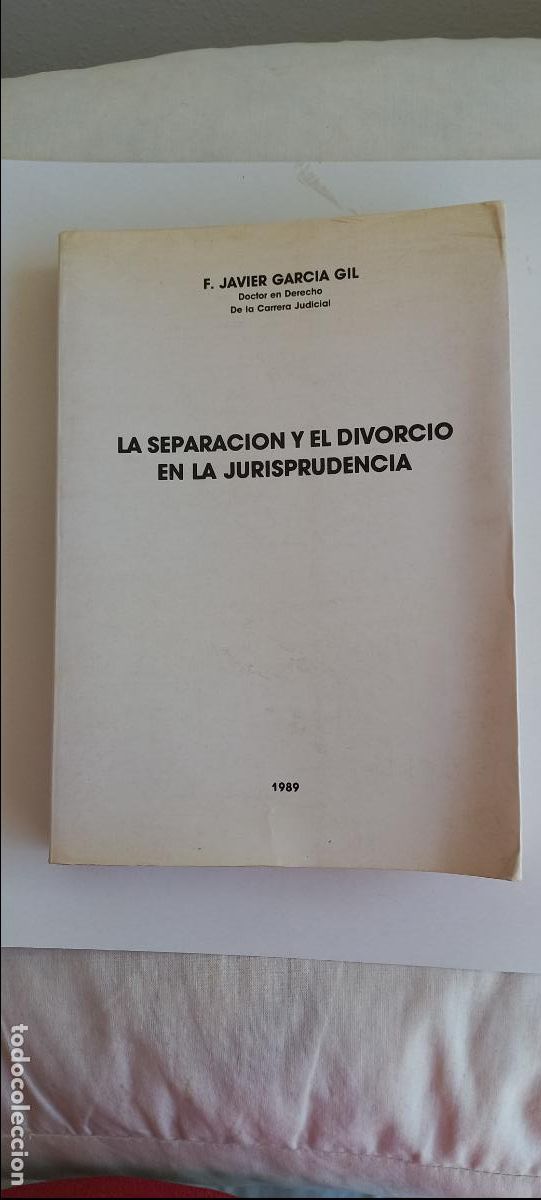 F. JAVIER GARCIA GIL
Doctor en Derecho
De la Carrera Judicial
LA SEPARACION Y EL DIVORCIO
EN LA JURISPRUDENCIA
1989
todocoleccion